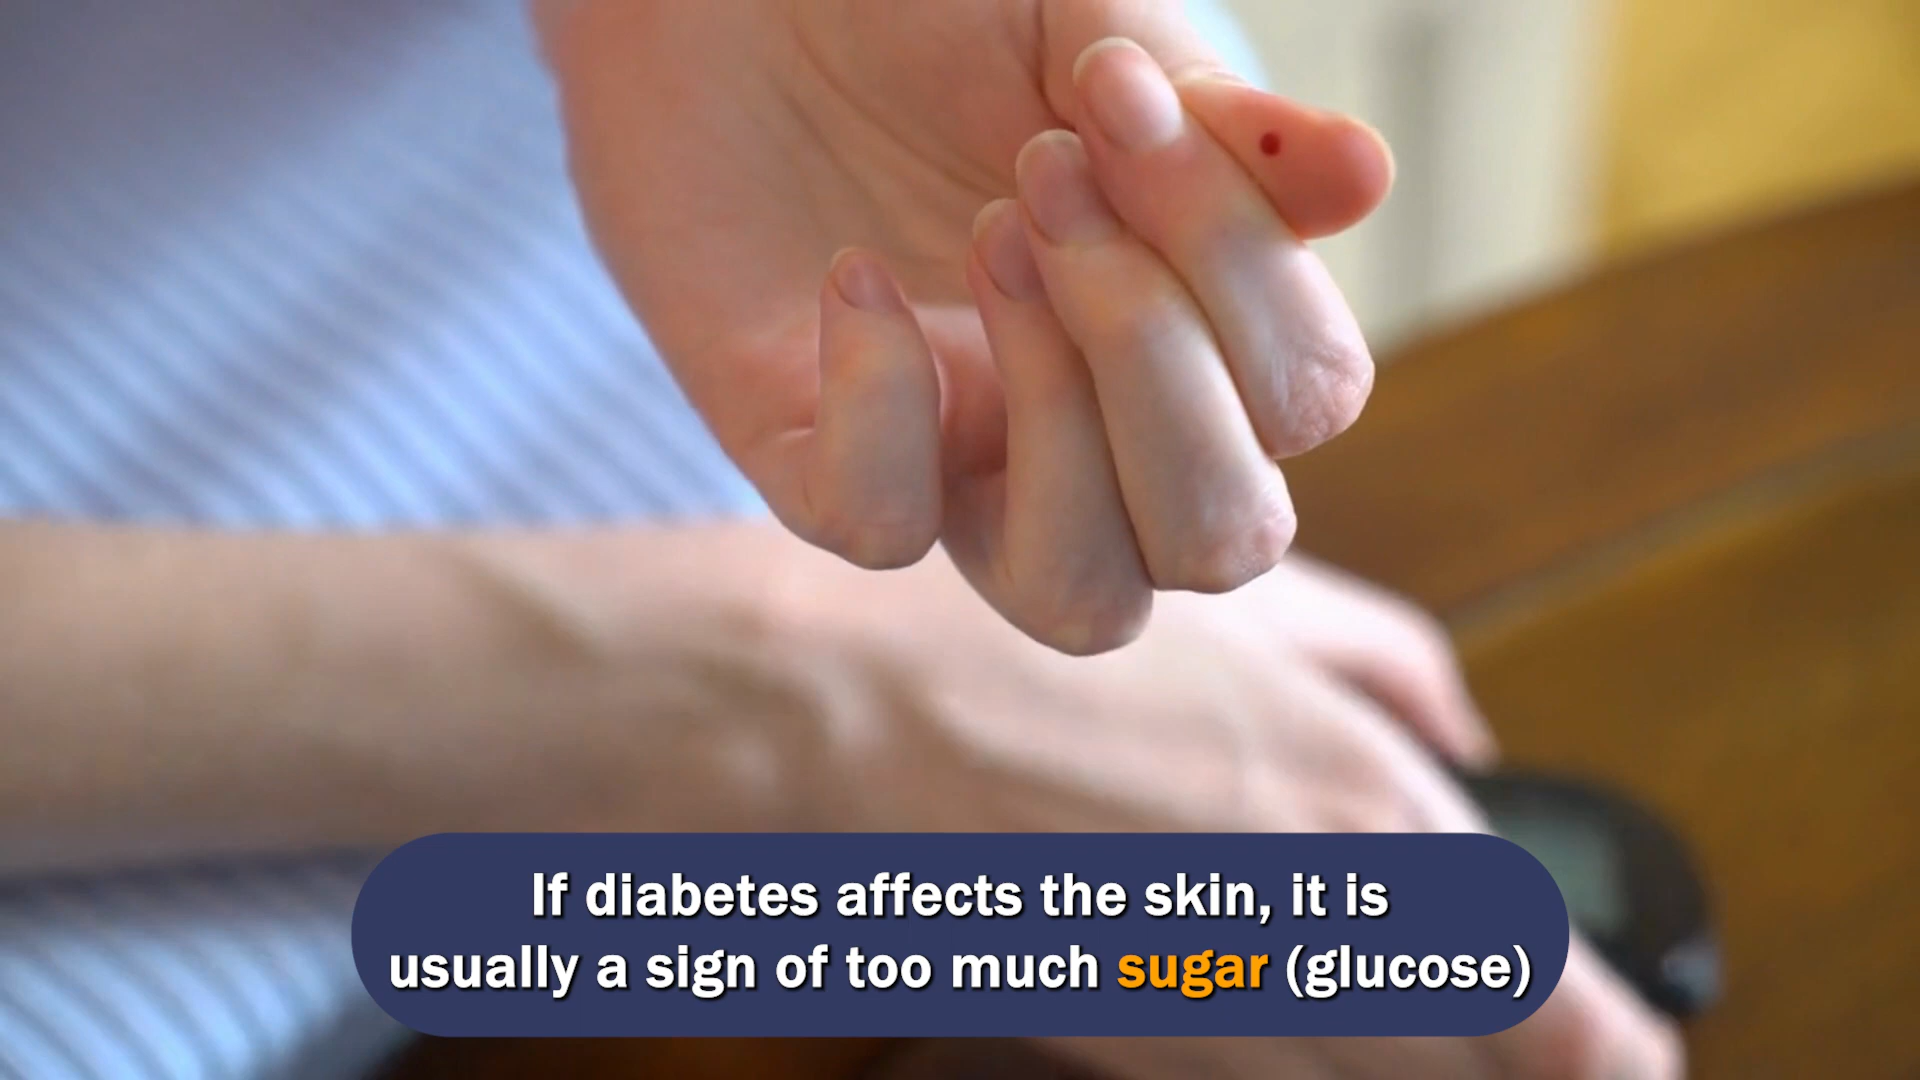 If diabetes affects the skin, it is
usually a sign of too much sugar (glucose)